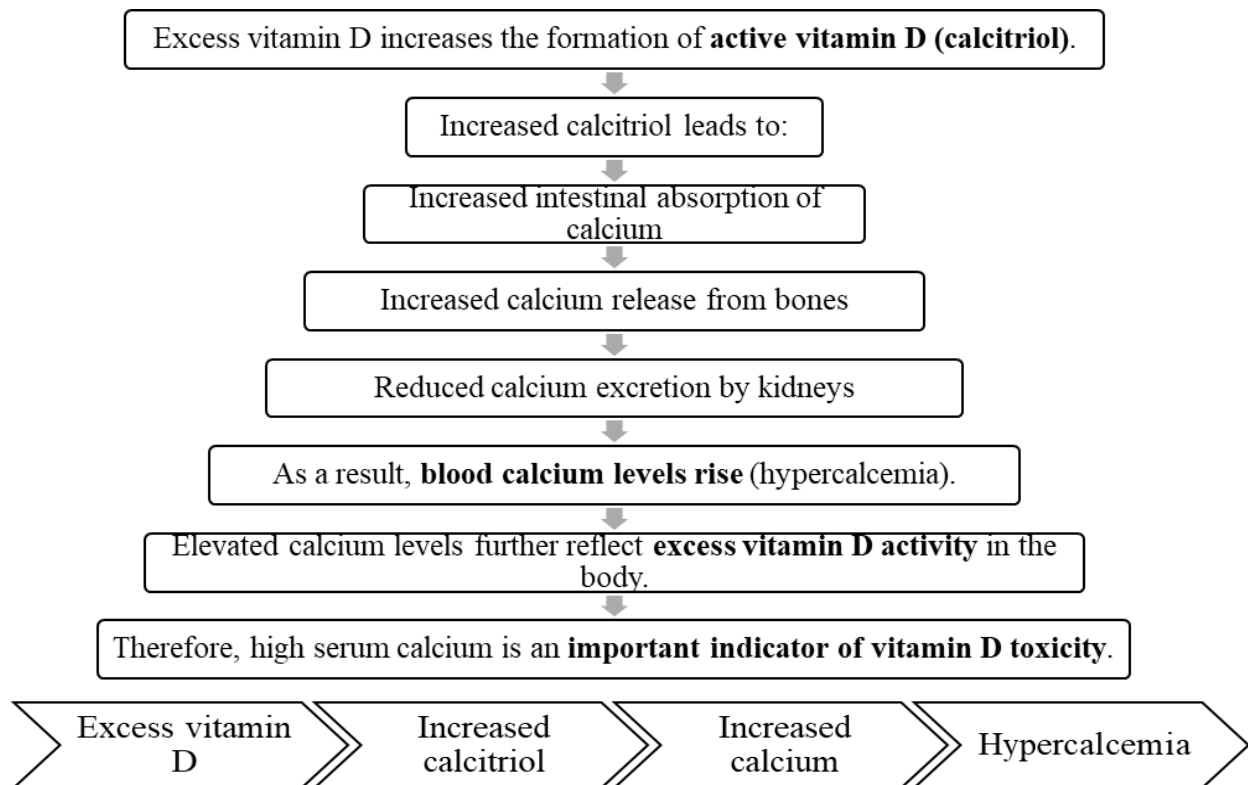 Excess vitamin D increases the formation of active vitamin D (calcitriol).
Increased calcitriol leads to:
Increased intestinal absorption of
calcium
Increased calcium release from bones
Reduced calcium excretion by kidneys
As a result, blood calcium levels rise (hypercalcemia).
Elevated calcium levels further reflect excess vitamin D activity in the
body.
Therefore, high serum calcium is an important indicator of vitamin D toxicity.
Excess vitamin
D
Increased
calcitriol
Increased
calcium
Hypercalcemia